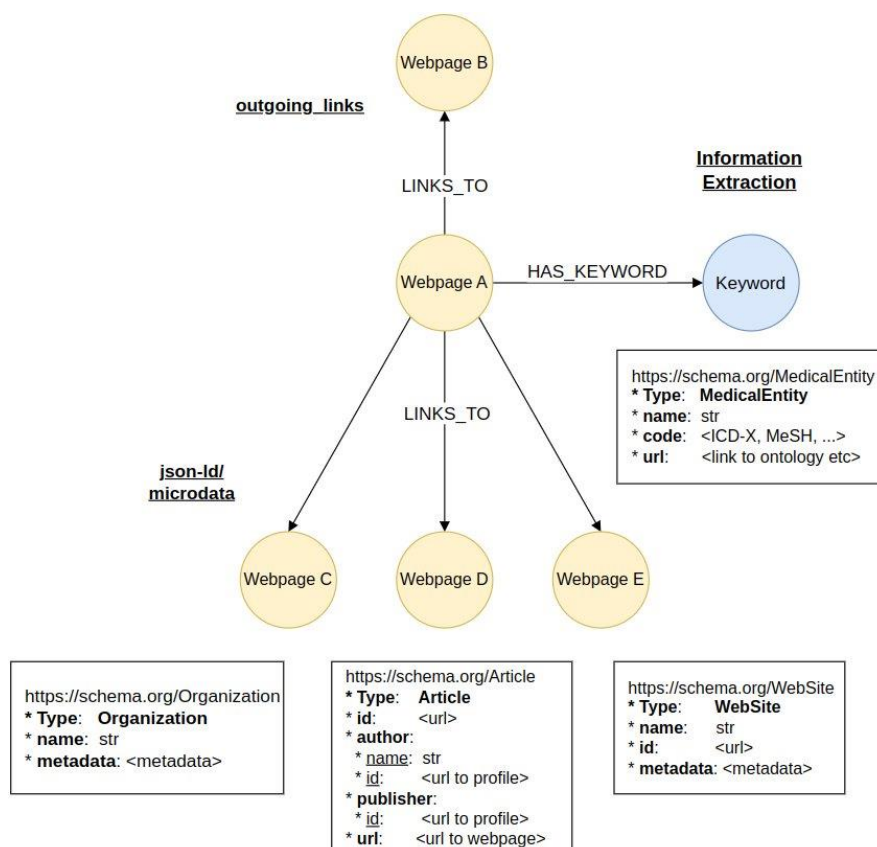 Webpage B
outgoing_links
Information
Extraction
LINKS_TO
Webpage A
HAS_KEYWORD
Keyword
https://schema.org/MedicalEntity
* Type: MedicalEntity
* name: str
* code: <ICD-X, MeSH, ...>
* url: <link to ontology etc>
LINKS_TO
json-ld/
microdata
Webpage C
Webpage D
Webpage E
https://schema.org/Organization
* Type: Organization
* name: str
* metadata: <metadata>
https://schema.org/Article
* Type: Article
* id: <url>
* author:
* name: str
* id: <url to profile>
* publisher:
* id: <url to profile>
* url: <url to webpage>
https://schema.org/WebSite
* Type: WebSite
* name: str
* id: <url>
* metadata: <metadata>